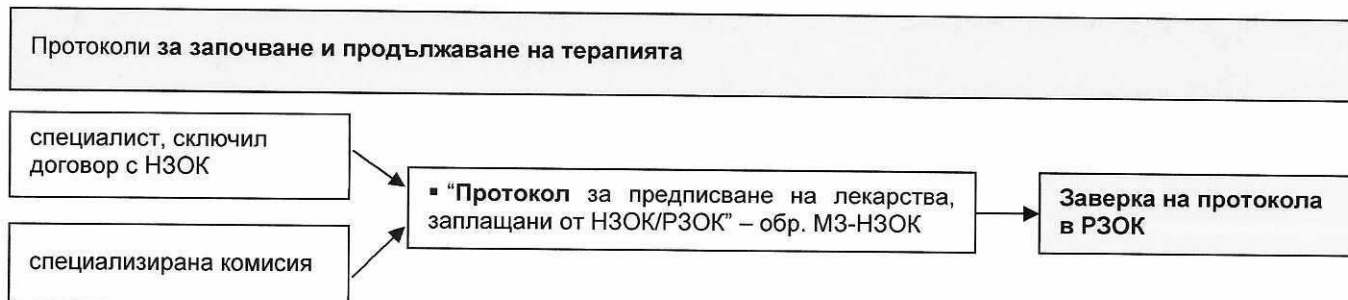 Протоколи за започване и продължаване на терапията
специалист, сключил
договор с НЗОК
специализирана комисия
▪ “Протокол за предписване на лекарства,
заплащани от НЗОК/РЗОК” – обр. МЗ-НЗОК
Заверка на протокола
в РЗОК